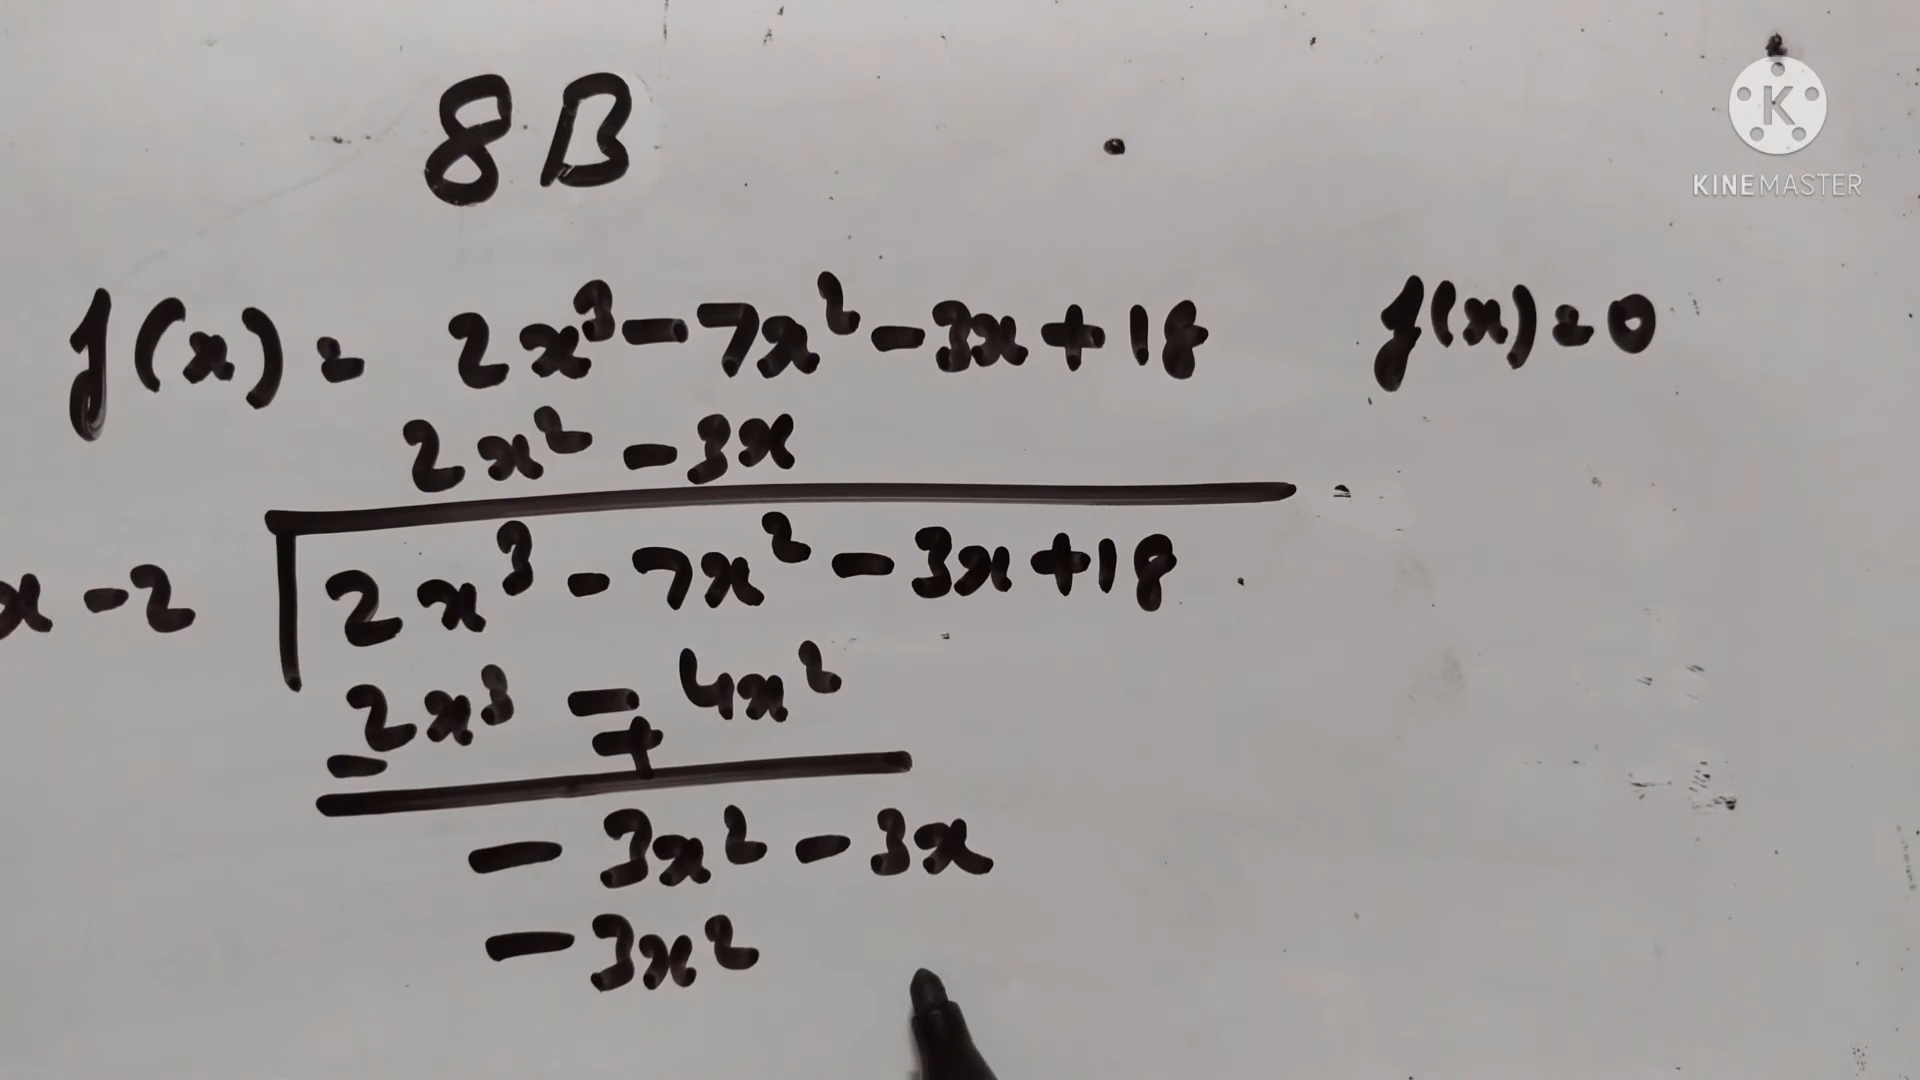 8B
f(x) = 2x³ - 7x² - 3x + 18 f(x) = 0
2x² - 3x
x - 2 2x³ - 7x² - 3x + 18
2x³ - 4x²
- +
- 3x² - 3x
- 3x²
K
KINEMASTER